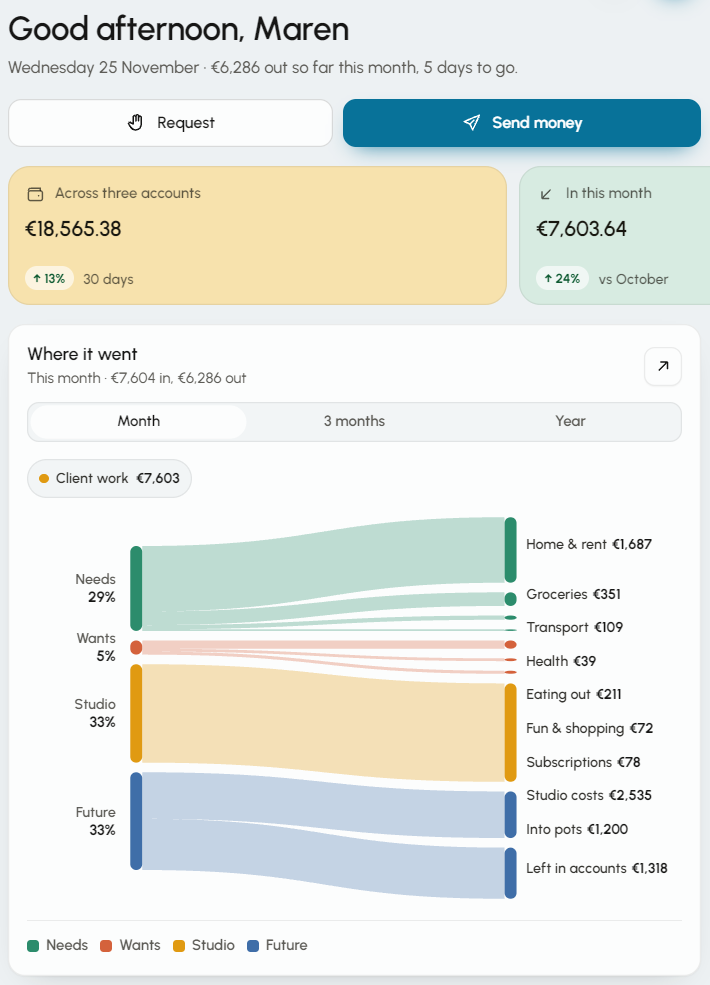 Good afternoon, Maren
Wednesday 25 November · €6,286 out so far this month, 5 days to go.
Request
Send money
Across three accounts
€18,565.38
↑ 13% 30 days
In this month
€7,603.64
↑ 24% vs October
Where it went
This month · €7,604 in, €6,286 out
Month
3 months
Year
Client work €7,603
Needs
29%
Wants
5%
Studio
33%
Future
33%
Home & rent €1,687
Groceries €351
Transport €109
Health €39
Eating out €211
Fun & shopping €72
Subscriptions €78
Studio costs €2,535
Into pots €1,200
Left in accounts €1,318
Needs
Wants
Studio
Future